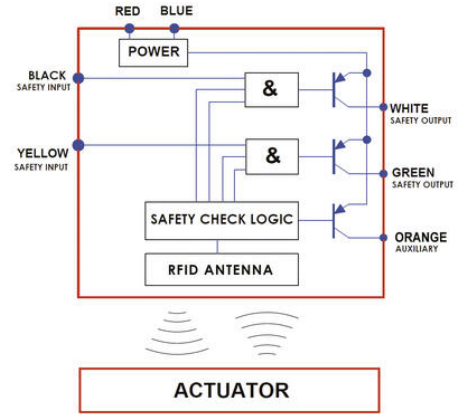 RED BLUE
POWER
BLACK
SAFETY INPUT
&
WHITE
SAFETY OUTPUT
YELLOW
SAFETY INPUT
&
GREEN
SAFETY OUTPUT
SAFETY CHECK LOGIC
ORANGE
AUXILIARY
RFID ANTENNA
ACTUATOR